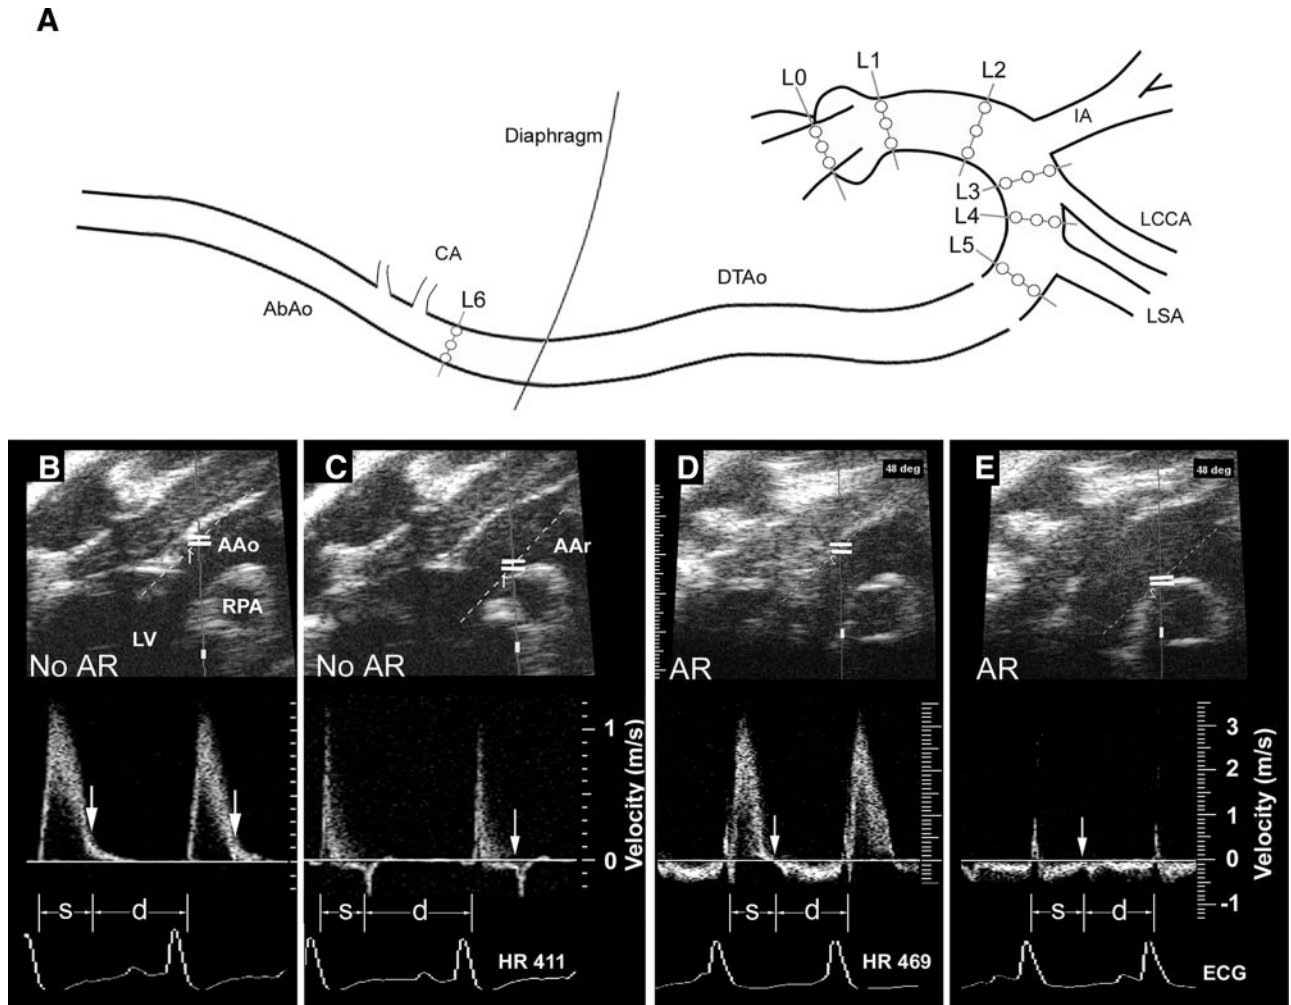 A
L0
L1
L2
IA
Diaphragm
L3
L4
LCCA
L5
CA
DTAo
L6
AbAo
LSA
B
AAo
RPA
LV
No AR
C
AAr
No AR
D
48 deg
AR
E
48 deg
AR
1
0
Velocity (m/s)
3
2
1
0
-1
Velocity (m/s)
s d
s d
s d
s d
HR 411
HR 469
ECG